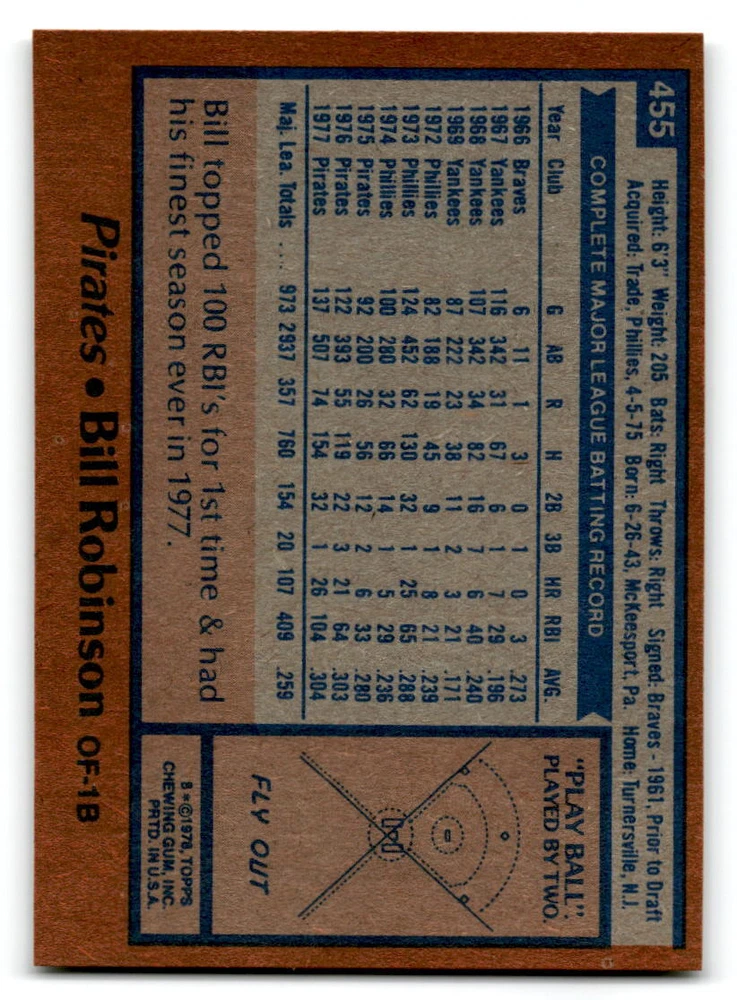 455
Height: 6'3" Weight: 205 Bats: Right Throws: Right Signed: Braves - 1961, Prior to Draft
Acquired: Trade, Phillies, 4-5-75 Born: 6-26-43, McKeesport, Pa. Home: Turnersville, N.J.
COMPLETE MAJOR LEAGUE BATTING RECORD
Year Club G AB R H 2B 3B HR RBI AVG.
1966 Braves 6 11 1 3 0 1 0 3 .273
1967 Yankees 116 342 31 67 6 1 7 29 .196
1968 Yankees 107 342 34 82 16 7 6 40 .240
1969 Yankees 87 222 23 38 11 2 3 21 .171
1972 Phillies 82 188 19 45 9 1 8 21 .239
1973 Phillies 124 452 62 130 32 1 25 65 .288
1974 Phillies 100 280 32 66 14 1 5 29 .236
1975 Pirates 92 200 26 56 12 2 6 33 .280
1976 Pirates 122 393 55 119 22 3 21 64 .303
1977 Pirates 137 507 74 154 32 1 26 104 .304
Maj. Lea. Totals .... 973 2937 357 760 154 20 107 409 .259
Bill topped 100 RBI's for 1st time & had
his finest season ever in 1977.
"PLAY BALL"
PLAYED BY TWO.
FLY OUT
B * © 1978, TOPPS
CHEWING GUM, INC.
PRTD. IN U.S.A.
Pirates • Bill Robinson OF-1B